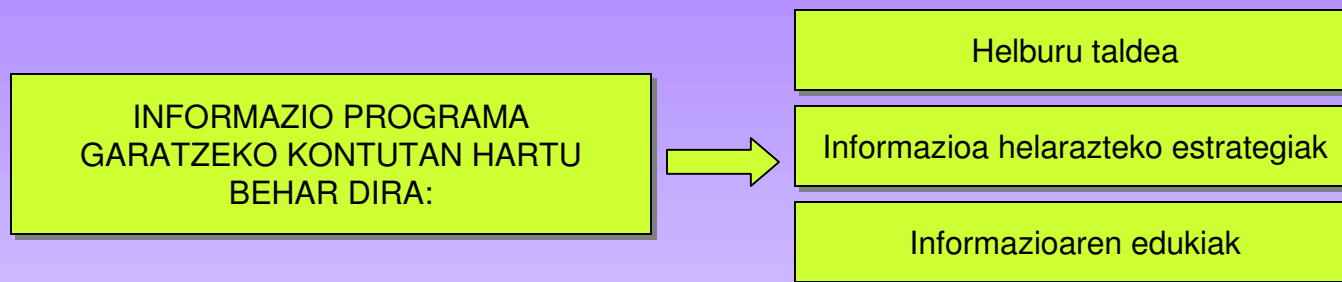 INFORMAZIO PROGRAMA
GARATZEKO KONTUTAN HARTU
BEHAR DIRA:
Helburu taldea
Informazioa helarazteko estrategiak
Informazioaren edukiak